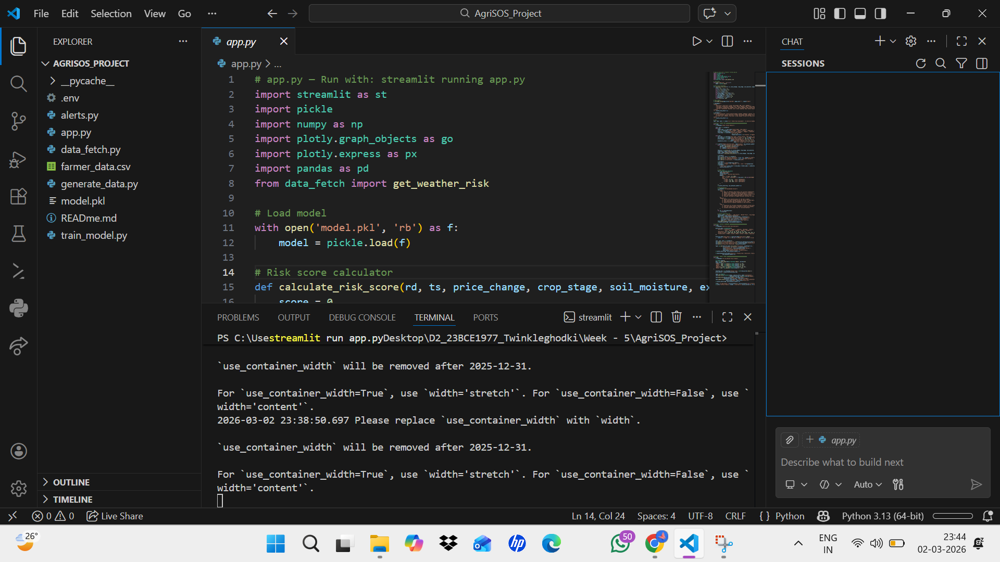 File Edit Selection View Go ···
AgriSOS_Project
EXPLORER
AGRISOS_PROJECT
__pycache__
.env
alerts.py
app.py
data_fetch.py
farmer_data.csv
generate_data.py
model.pkl
READme.md
train_model.py
OUTLINE
TIMELINE
app.py
app.py > ...
1 # app.py — Run with: streamlit running app.py
2 import streamlit as st
3 import pickle
4 import numpy as np
5 import plotly.graph_objects as go
6 import plotly.express as px
7 import pandas as pd
8 from data_fetch import get_weather_risk
9
10 # Load model
11 with open('model.pkl', 'rb') as f:
12 model = pickle.load(f)
13
14 # Risk score calculator
15 def calculate_risk_score(rd, ts, price_change, crop_stage, soil_moisture, ex
16 score = 0
PROBLEMS OUTPUT DEBUG CONSOLE TERMINAL PORTS
streamlit
PS C:\Usestreamlit run app.pyDesktop\D2_23BCE1977_Twinkleghodki\Week - 5\AgriSOS_Project>
`use_container_width` will be removed after 2025-12-31.
For `use_container_width=True`, use `width='stretch'`. For `use_container_width=False`, use `
width='content'`.
2026-03-02 23:38:50.697 Please replace `use_container_width` with `width`.
`use_container_width` will be removed after 2025-12-31.
For `use_container_width=True`, use `width='stretch'`. For `use_container_width=False`, use `
width='content'`.
CHAT
SESSIONS
app.py
Describe what to build next
Auto
0 0 Live Share
Ln 14, Col 24 Spaces: 4 UTF-8 CRLF { } Python Python 3.13 (64-bit)
26°
hp
50
ENG
IN
23:44
02-03-2026